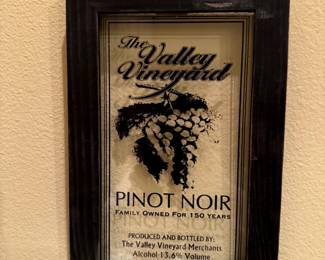 The
Valley
Vineyard
PINOT NOIR
FAMILY OWNED FOR 150 YEARS
PRODUCED AND BOTTLED BY:
The Valley Vineyard Merchants
Alcohol 13.6% Volume